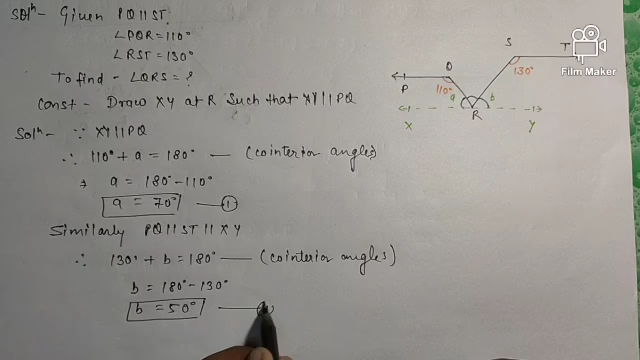 Solⁿ- Given PQ||ST.
∠PQR=110°
∠RST=130°
To find - ∠QRS=?
Const - Draw XY at R such that XY||PQ
Solⁿ- ∵ XY||PQ
∴ 110°+a=180° — (cointerior angles)
⇒ a = 180°-110°
a = 70° — ①
Similarly PQ||ST||XY
∴ 130°+b=180° — (cointerior angles)
b = 180°-130°
b = 50° —
S
T
130°
Q
P
110°
a
b
R
X
Y
Film Maker